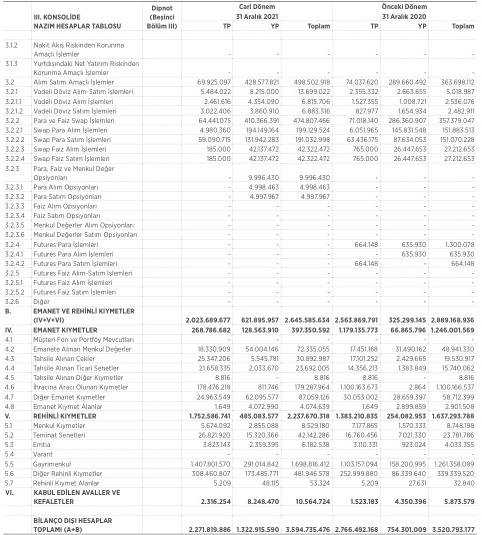 Dipnot Cari Dönem Önceki Dönem
III. KONSOLİDE (Beşinci 31 Aralık 2021 31 Aralık 2020
NAZIM HESAPLAR TABLOSU Bölüm III) TP YP Toplam TP YP Toplam
3.1.2 Nakit Akış Riskinden Korunma
Amaçlı İşlemler - - - - - -
3.1.3 Yurtdışındaki Net Yatırım Riskinden
Korunma Amaçlı İşlemler - - - - - -
3.2 Alım Satım Amaçlı İşlemler 69.925.097 428.577.821 498.502.918 74.037.620 289.660.492 363.698.112
3.2.1 Vadeli Döviz Alım-Satım İşlemleri 5.484.022 8.215.000 13.699.022 2.355.332 2.663.655 5.018.987
3.2.1.1 Vadeli Döviz Alım İşlemleri 2.461.616 4.354.090 6.815.706 1.527.355 1.008.721 2.536.076
3.2.1.2 Vadeli Döviz Satım İşlemleri 3.022.406 3.860.910 6.883.316 827.977 1.654.934 2.482.911
3.2.2 Para ve Faiz Swap İşlemleri 64.441.075 410.366.391 474.807.466 71.018.140 286.360.907 357.379.047
3.2.2.1 Swap Para Alım İşlemleri 4.980.360 194.149.164 199.129.524 6.051.965 145.831.548 151.883.513
3.2.2.2 Swap Para Satım İşlemleri 59.090.715 131.942.283 191.032.998 63.436.175 87.634.053 151.070.228
3.2.2.3 Swap Faiz Alım İşlemleri 185.000 42.137.472 42.322.472 765.000 26.447.653 27.212.653
3.2.2.4 Swap Faiz Satım İşlemleri 185.000 42.137.472 42.322.472 765.000 26.447.653 27.212.653
3.2.3 Para, Faiz ve Menkul Değer
Opsiyonları - 9.996.430 9.996.430 - - -
3.2.3.1 Para Alım Opsiyonları - 4.998.463 4.998.463 - - -
3.2.3.2 Para Satım Opsiyonları - 4.997.967 4.997.967 - - -
3.2.3.3 Faiz Alım Opsiyonları - - - - - -
3.2.3.4 Faiz Satım Opsiyonları - - - - - -
3.2.3.5 Menkul Değerler Alım Opsiyonları - - - - - -
3.2.3.6 Menkul Değerler Satım Opsiyonları - - - - - -
3.2.4 Futures Para İşlemleri - - - 664.148 635.930 1.300.078
3.2.4.1 Futures Para Alım İşlemleri - - - - 635.930 635.930
3.2.4.2 Futures Para Satım İşlemleri - - - 664.148 - 664.148
3.2.5 Futures Faiz Alım-Satım İşlemleri - - - - - -
3.2.5.1 Futures Faiz Alım İşlemleri - - - - - -
3.2.5.2 Futures Faiz Satım İşlemleri - - - - - -
3.2.6 Diğer - - - - - -
B. EMANET VE REHİNLİ KIYMETLER
(IV+V+VI) 2.023.689.677 621.895.957 2.645.585.634 2.563.869.791 325.299.145 2.889.168.936
IV. EMANET KIYMETLER 268.786.682 128.563.910 397.350.592 1.179.135.773 66.865.796 1.246.001.569
4.1 Müşteri Fon ve Portföy Mevcutları - - - - - -
4.2 Emanete Alınan Menkul Değerler 18.330.909 54.004.146 72.335.055 17.451.168 31.490.162 48.941.330
4.3 Tahsile Alınan Çekler 25.347.206 5.545.781 30.892.987 17.101.252 2.429.665 19.530.917
4.4 Tahsile Alınan Ticari Senetler 21.658.335 2.033.670 23.692.005 14.356.213 1.383.849 15.740.062
4.5 Tahsile Alınan Diğer Kıymetler 8.816 - 8.816 8.816 - 8.816
4.6 İhracına Aracı Olunan Kıymetler 178.476.218 811.746 179.287.964 1.100.163.673 2.864 1.100.166.537
4.7 Diğer Emanet Kıymetler 24.963.549 62.095.577 87.059.126 30.053.002 28.659.397 58.712.399
4.8 Emanet Kıymet Alanlar 1.649 4.072.990 4.074.639 1.649 2.899.859 2.901.508
V. REHİNLİ KIYMETLER 1.752.586.741 485.083.577 2.237.670.318 1.383.210.835 254.082.953 1.637.293.788
5.1 Menkul Kıymetler 5.674.092 2.855.088 8.529.180 7.177.865 1.570.333 8.748.198
5.2 Teminat Senetleri 26.821.920 15.320.366 42.142.286 16.760.456 7.021.330 23.781.786
5.3 Emtia 3.823.143 2.359.395 6.182.538 3.110.331 923.024 4.033.355
5.4 Varant - - - - - -
5.5 Gayrimenkul 1.407.801.570 291.014.842 1.698.816.412 1.103.157.094 158.200.995 1.261.358.089
5.6 Diğer Rehinli Kıymetler 308.460.807 173.485.771 481.946.578 252.999.880 86.339.640 339.339.520
5.7 Rehinli Kıymet Alanlar 5.209 48.115 53.324 5.209 27.631 32.840
VI. KABUL EDİLEN AVALLER VE
KEFALETLER 2.316.254 8.248.470 10.564.724 1.523.183 4.350.396 5.873.579
BİLANÇO DIŞI HESAPLAR
TOPLAMI (A+B) 2.271.819.886 1.322.915.590 3.594.735.476 2.766.492.168 754.301.009 3.520.793.177